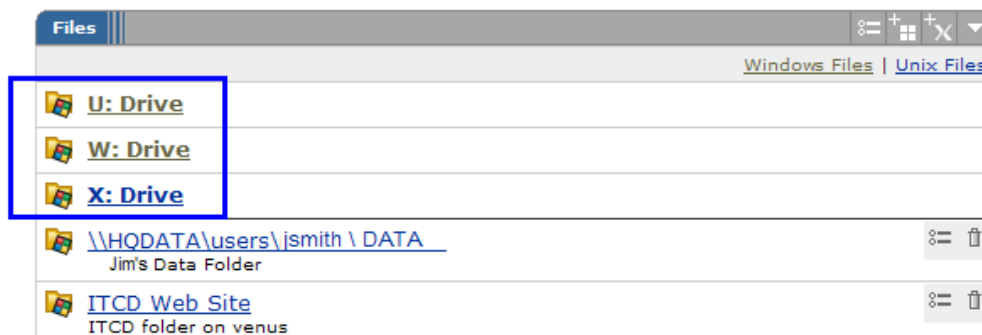 Files
Windows Files | Unix Files
U: Drive
W: Drive
X: Drive
\\HQDATA\users\jsmith \ DATA
Jim's Data Folder
ITCD Web Site
ITCD folder on venus